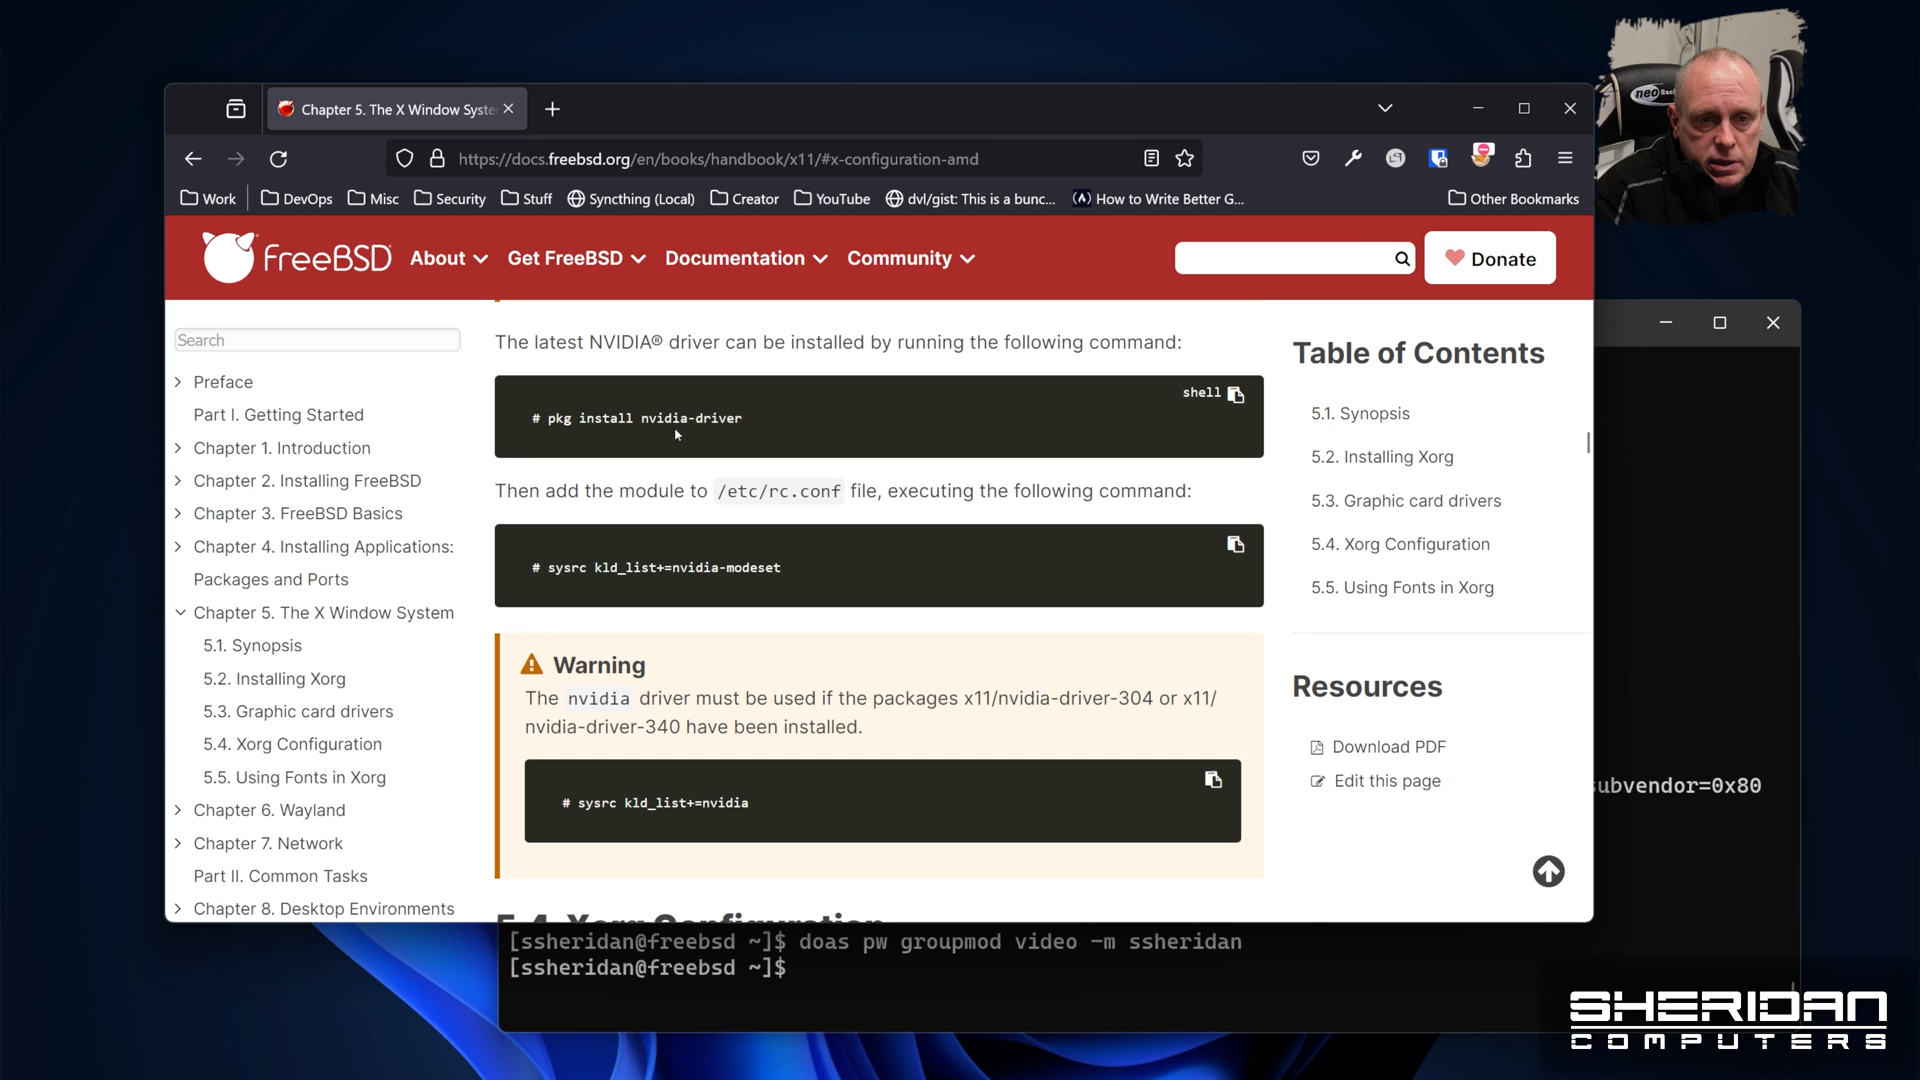 Chapter 5. The X Window Syste
https://docs.freebsd.org/en/books/handbook/x11/#x-configuration-amd
Work
DevOps
Misc
Security
Stuff
Syncthing (Local)
Creator
YouTube
dvl/gist: This is a bunc...
How to Write Better G...
Other Bookmarks
FreeBSD
About
Get FreeBSD
Documentation
Community
Donate
Search
Preface
Part I. Getting Started
Chapter 1. Introduction
Chapter 2. Installing FreeBSD
Chapter 3. FreeBSD Basics
Chapter 4. Installing Applications:
Packages and Ports
Chapter 5. The X Window System
5.1. Synopsis
5.2. Installing Xorg
5.3. Graphic card drivers
5.4. Xorg Configuration
5.5. Using Fonts in Xorg
Chapter 6. Wayland
Chapter 7. Network
Part II. Common Tasks
Chapter 8. Desktop Environments
The latest NVIDIA® driver can be installed by running the following command:
shell
# pkg install nvidia-driver
Then add the module to /etc/rc.conf file, executing the following command:
# sysrc kld_list+=nvidia-modeset
Warning
The nvidia driver must be used if the packages x11/nvidia-driver-304 or x11/
nvidia-driver-340 have been installed.
# sysrc kld_list+=nvidia
5.4. Xorg Configuration
Table of Contents
5.1. Synopsis
5.2. Installing Xorg
5.3. Graphic card drivers
5.4. Xorg Configuration
5.5. Using Fonts in Xorg
Resources
Download PDF
Edit this page
ubvendor=0x80
[ssheridan@freebsd ~]$ doas pw groupmod video -m ssheridan
[ssheridan@freebsd ~]$
neo
SHERIDAN
COMPUTERS